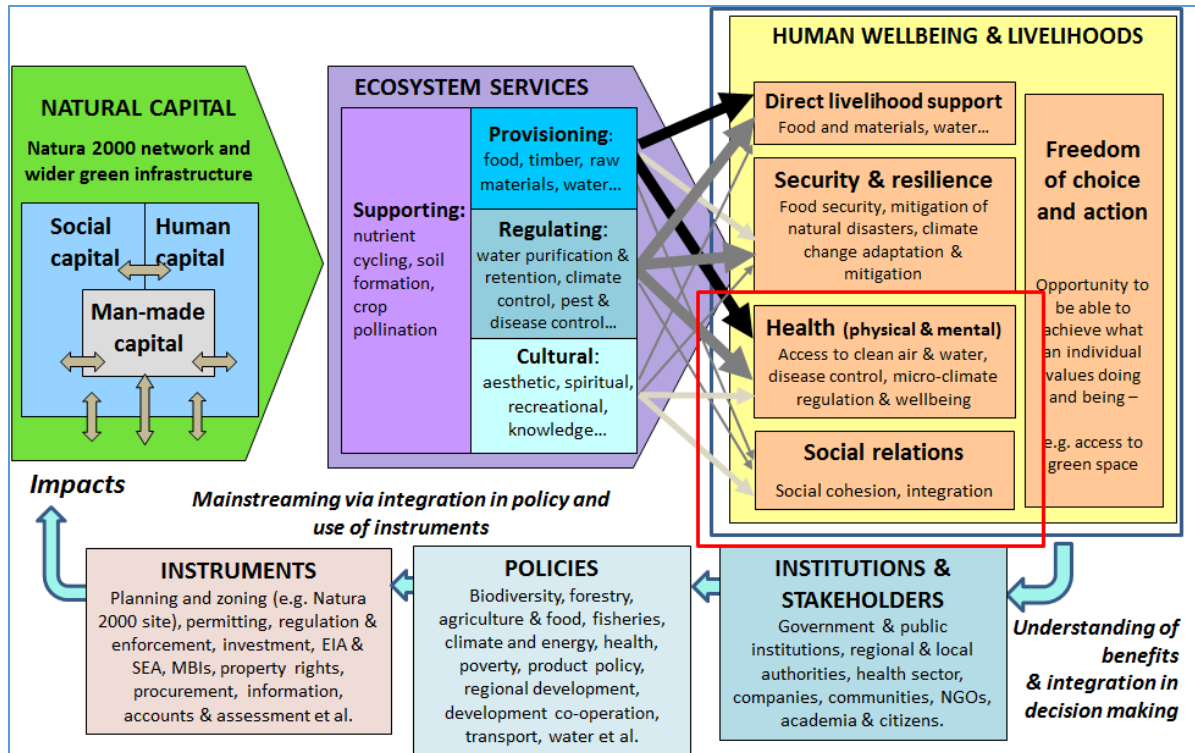 NATURAL CAPITAL
Natura 2000 network and
wider green infrastructure
Social
capital
Human
capital
Man-made
capital
ECOSYSTEM SERVICES
Supporting:
nutrient
cycling, soil
formation,
crop
pollination
Provisioning:
food, timber, raw
materials, water...
Regulating:
water purification &
retention, climate
control, pest &
disease control...
Cultural:
aesthetic, spiritual,
recreational,
knowledge...
HUMAN WELLBEING & LIVELIHOODS
Direct livelihood support
Food and materials, water...
Security & resilience
Food security, mitigation of
natural disasters, climate
change adaptation &
mitigation
Health (physical & mental)
Access to clean air & water,
disease control, micro-climate
regulation & wellbeing
Social relations
Social cohesion, integration
Freedom
of choice
and action
Opportunity to
be able to
achieve what
an individual
values doing
and being –
e.g. access to
green space
Impacts
Mainstreaming via integration in policy and
use of instruments
INSTRUMENTS
Planning and zoning (e.g. Natura
2000 site), permitting, regulation &
enforcement, investment, EIA &
SEA, MBIs, property rights,
procurement, information,
accounts & assessment et al.
POLICIES
Biodiversity, forestry,
agriculture & food, fisheries,
climate and energy, health,
poverty, product policy,
regional development,
development co-operation,
transport, water et al.
INSTITUTIONS &
STAKEHOLDERS
Government & public
institutions, regional & local
authorities, health sector,
companies, communities, NGOs,
academia & citizens.
Understanding of
benefits
& integration in
decision making